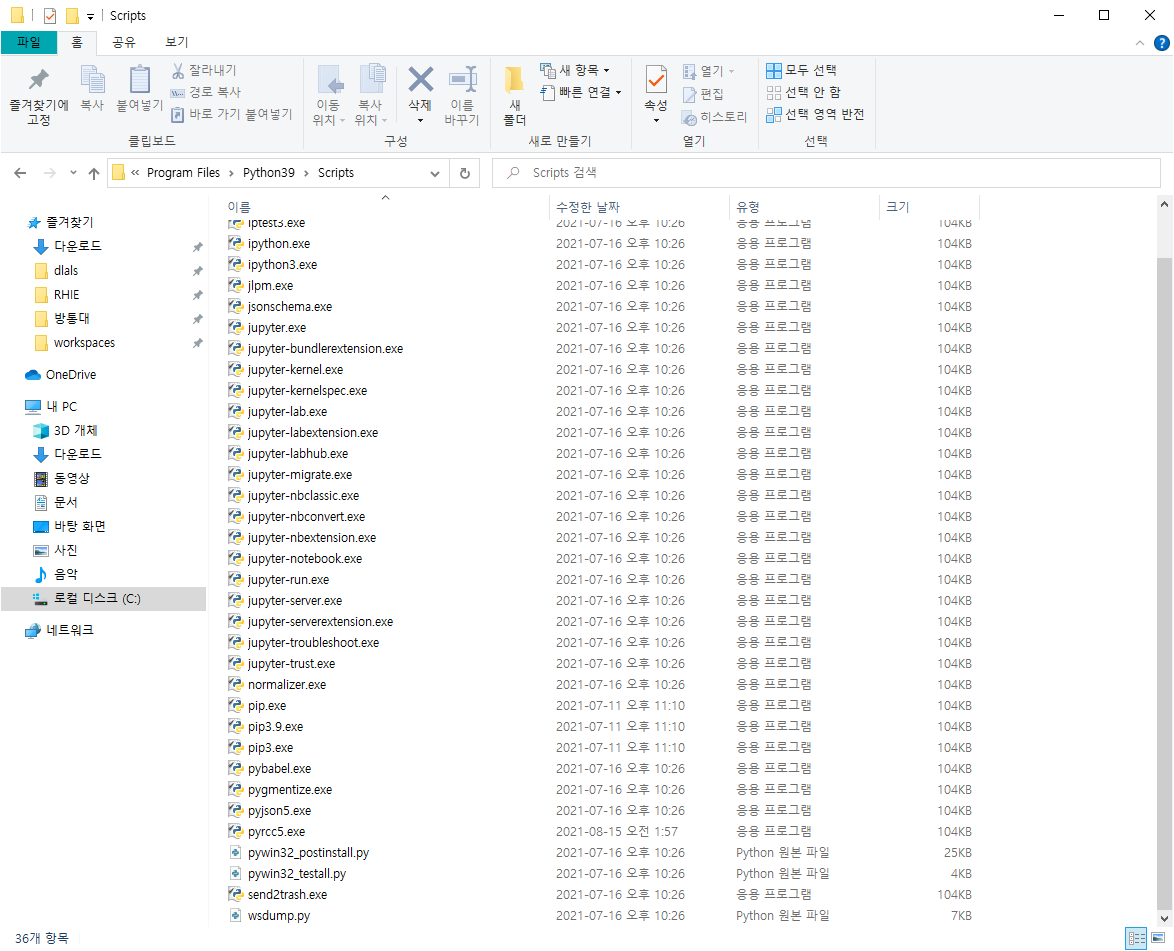 Scripts
파일 홈 공유 보기
즐겨찾기에 고정
복사
붙여넣기
잘라내기
경로 복사
바로 가기 붙여넣기
클립보드
이동 위치
복사 위치
삭제
이름 바꾸기
구성
새 폴더
새 항목
빠른 연결
새로 만들기
속성
열기
편집
히스토리
열기
모두 선택
선택 안 함
선택 영역 반전
선택
« Program Files > Python39 > Scripts
Scripts 검색
즐겨찾기
다운로드
dlals
RHIE
방통대
workspaces
OneDrive
내 PC
3D 개체
다운로드
동영상
문서
바탕 화면
사진
음악
로컬 디스크 (C:)
네트워크
이름 수정한 날짜 유형 크기
iptest3.exe 2021-07-16 오후 10:26 응용 프로그램 104KB
ipython.exe 2021-07-16 오후 10:26 응용 프로그램 104KB
ipython3.exe 2021-07-16 오후 10:26 응용 프로그램 104KB
jlpm.exe 2021-07-16 오후 10:26 응용 프로그램 104KB
jsonschema.exe 2021-07-16 오후 10:26 응용 프로그램 104KB
jupyter.exe 2021-07-16 오후 10:26 응용 프로그램 104KB
jupyter-bundlerextension.exe 2021-07-16 오후 10:26 응용 프로그램 104KB
jupyter-kernel.exe 2021-07-16 오후 10:26 응용 프로그램 104KB
jupyter-kernelspec.exe 2021-07-16 오후 10:26 응용 프로그램 104KB
jupyter-lab.exe 2021-07-16 오후 10:26 응용 프로그램 104KB
jupyter-labextension.exe 2021-07-16 오후 10:26 응용 프로그램 104KB
jupyter-labhub.exe 2021-07-16 오후 10:26 응용 프로그램 104KB
jupyter-migrate.exe 2021-07-16 오후 10:26 응용 프로그램 104KB
jupyter-nbclassic.exe 2021-07-16 오후 10:26 응용 프로그램 104KB
jupyter-nbconvert.exe 2021-07-16 오후 10:26 응용 프로그램 104KB
jupyter-nbextension.exe 2021-07-16 오후 10:26 응용 프로그램 104KB
jupyter-notebook.exe 2021-07-16 오후 10:26 응용 프로그램 104KB
jupyter-run.exe 2021-07-16 오후 10:26 응용 프로그램 104KB
jupyter-server.exe 2021-07-16 오후 10:26 응용 프로그램 104KB
jupyter-serverextension.exe 2021-07-16 오후 10:26 응용 프로그램 104KB
jupyter-troubleshoot.exe 2021-07-16 오후 10:26 응용 프로그램 104KB
jupyter-trust.exe 2021-07-16 오후 10:26 응용 프로그램 104KB
normalizer.exe 2021-07-16 오후 10:26 응용 프로그램 104KB
pip.exe 2021-07-11 오후 11:10 응용 프로그램 104KB
pip3.9.exe 2021-07-11 오후 11:10 응용 프로그램 104KB
pip3.exe 2021-07-11 오후 11:10 응용 프로그램 104KB
pybabel.exe 2021-07-16 오후 10:26 응용 프로그램 104KB
pygmentize.exe 2021-07-16 오후 10:26 응용 프로그램 104KB
pyjson5.exe 2021-07-16 오후 10:26 응용 프로그램 104KB
pyrcc5.exe 2021-08-15 오전 1:57 응용 프로그램 104KB
pywin32_postinstall.py 2021-07-16 오후 10:26 Python 원본 파일 25KB
pywin32_testall.py 2021-07-16 오후 10:26 Python 원본 파일 4KB
send2trash.exe 2021-07-16 오후 10:26 응용 프로그램 104KB
wsdump.py 2021-07-16 오후 10:26 Python 원본 파일 7KB
36개 항목